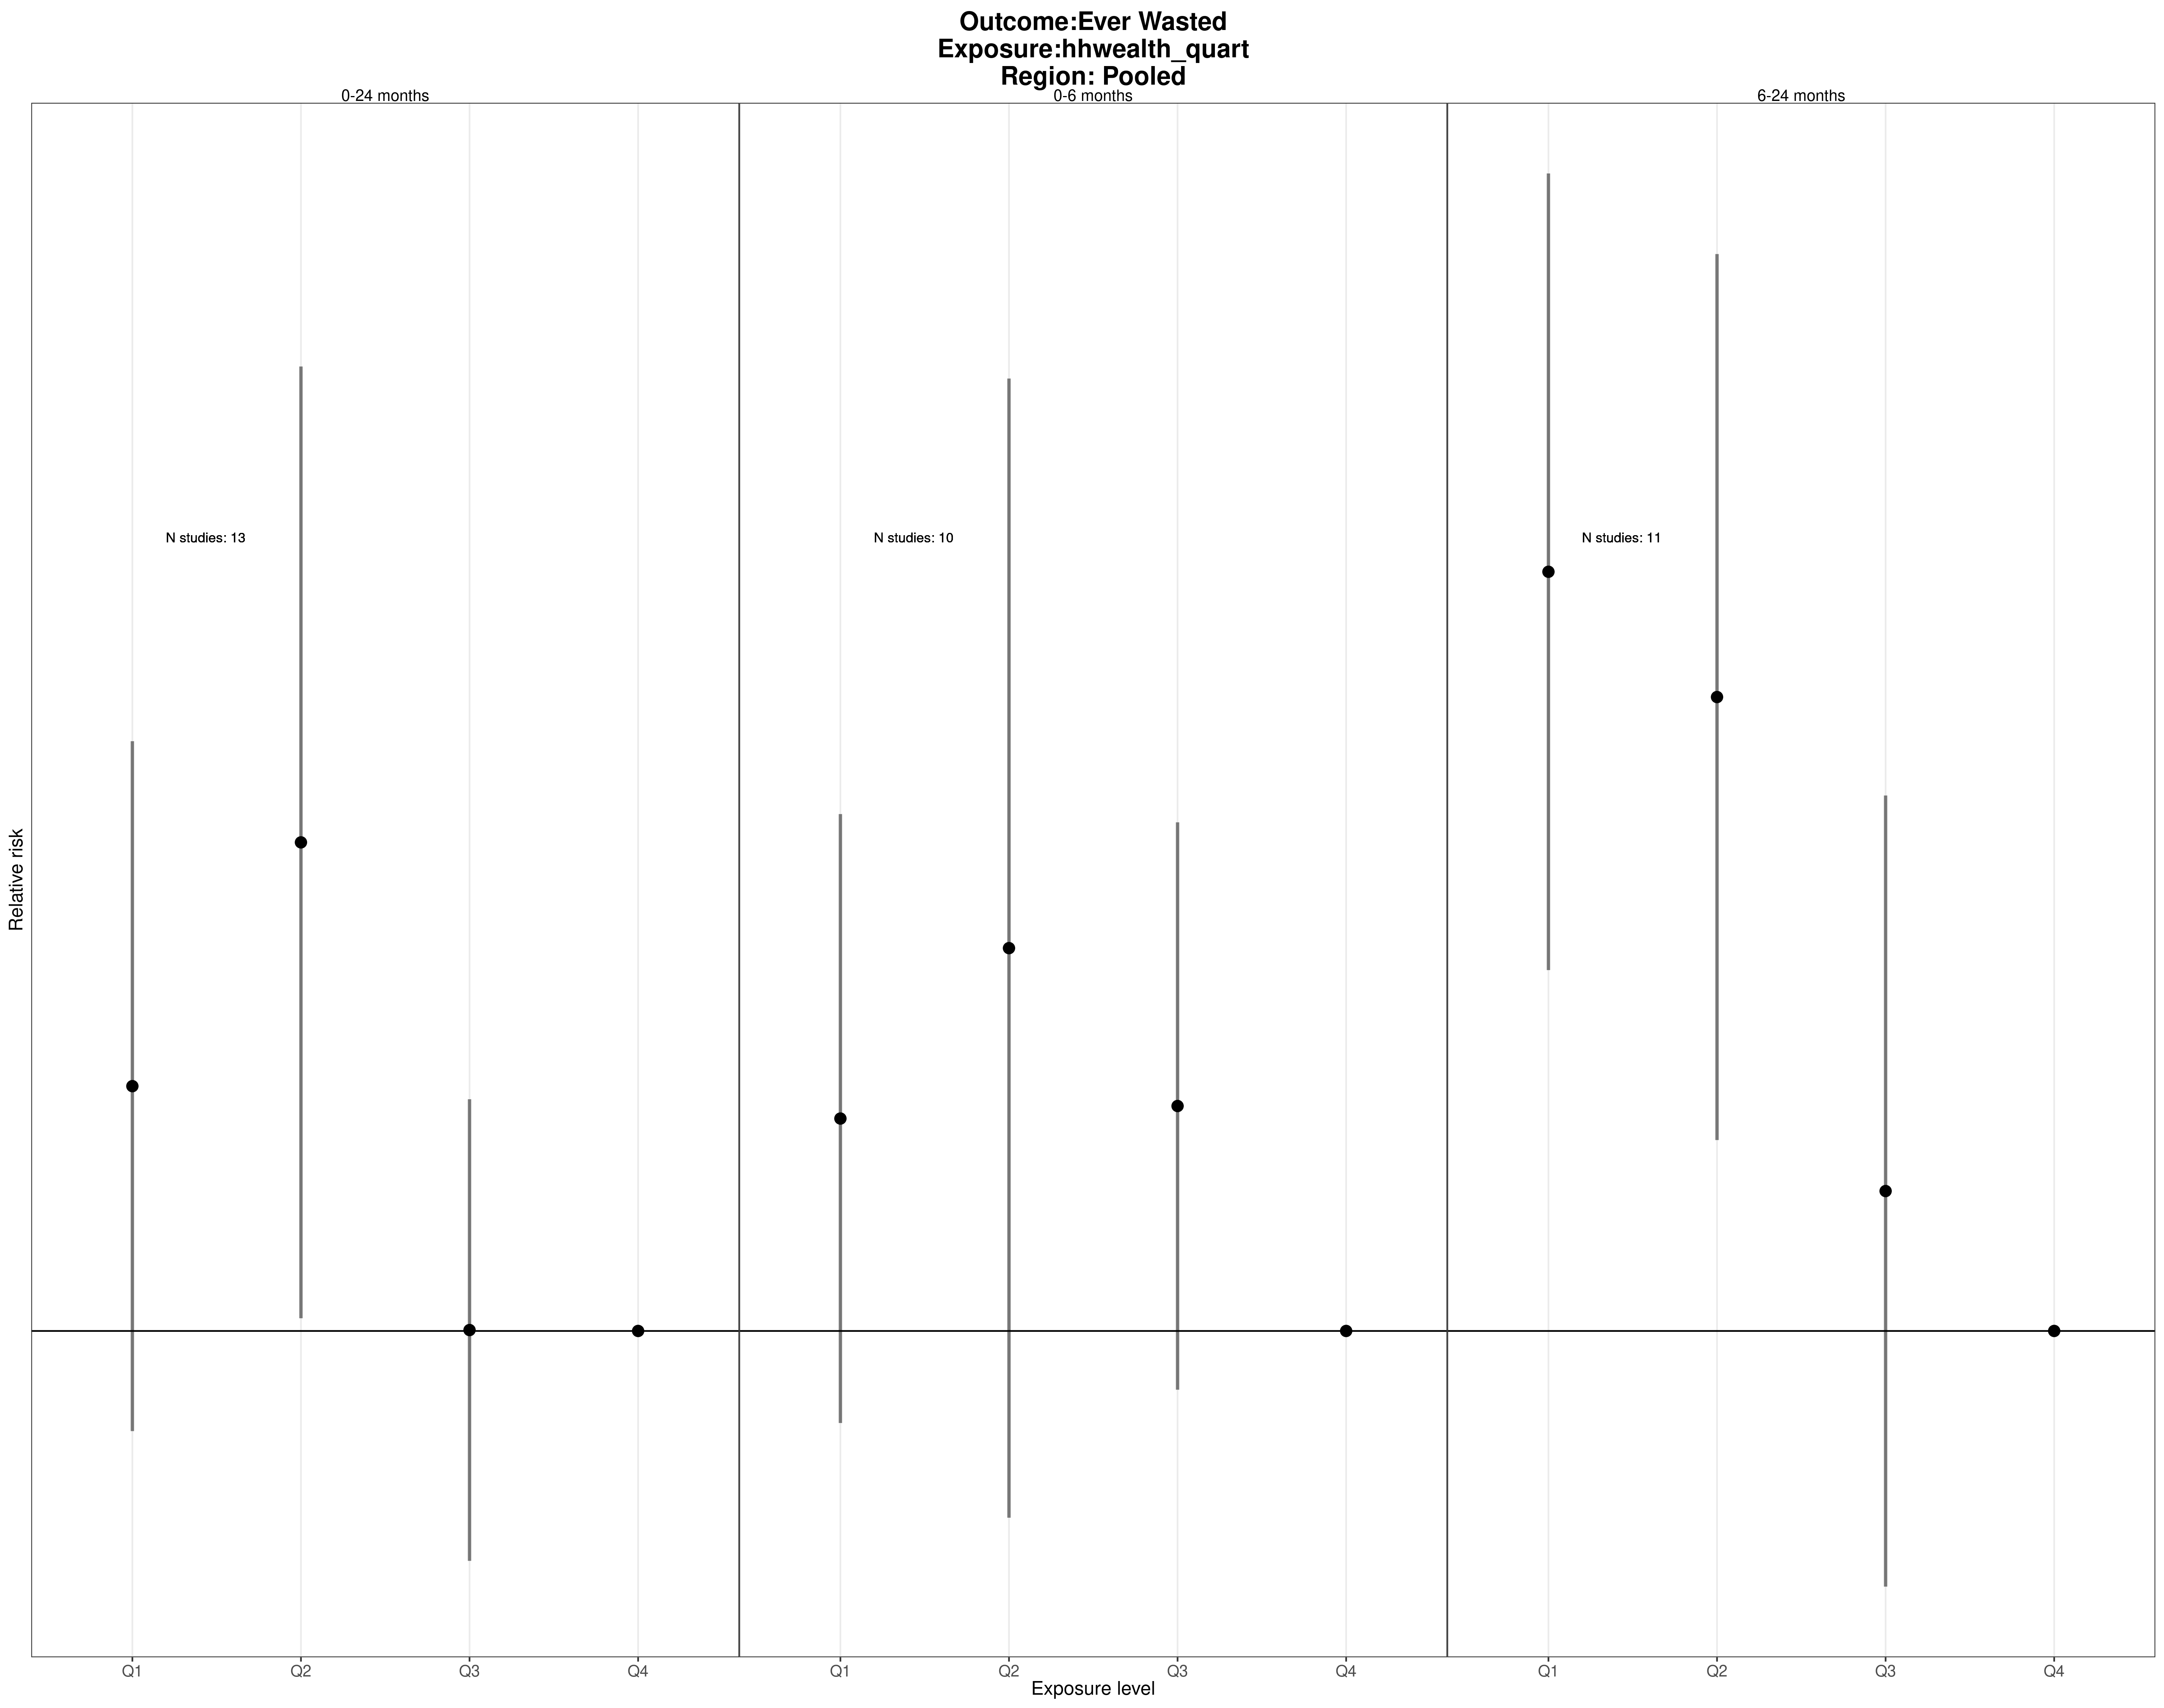 Outcome:Ever Wasted
Exposure:hhwealth_quart
Region: Pooled
0-24 months
0-6 months
6-24 months
N studies: 13
N studies: 10
N studies: 11
Relative risk
Q1 Q2 Q3 Q4 Q1 Q2 Q3 Q4 Q1 Q2 Q3 Q4
Exposure level